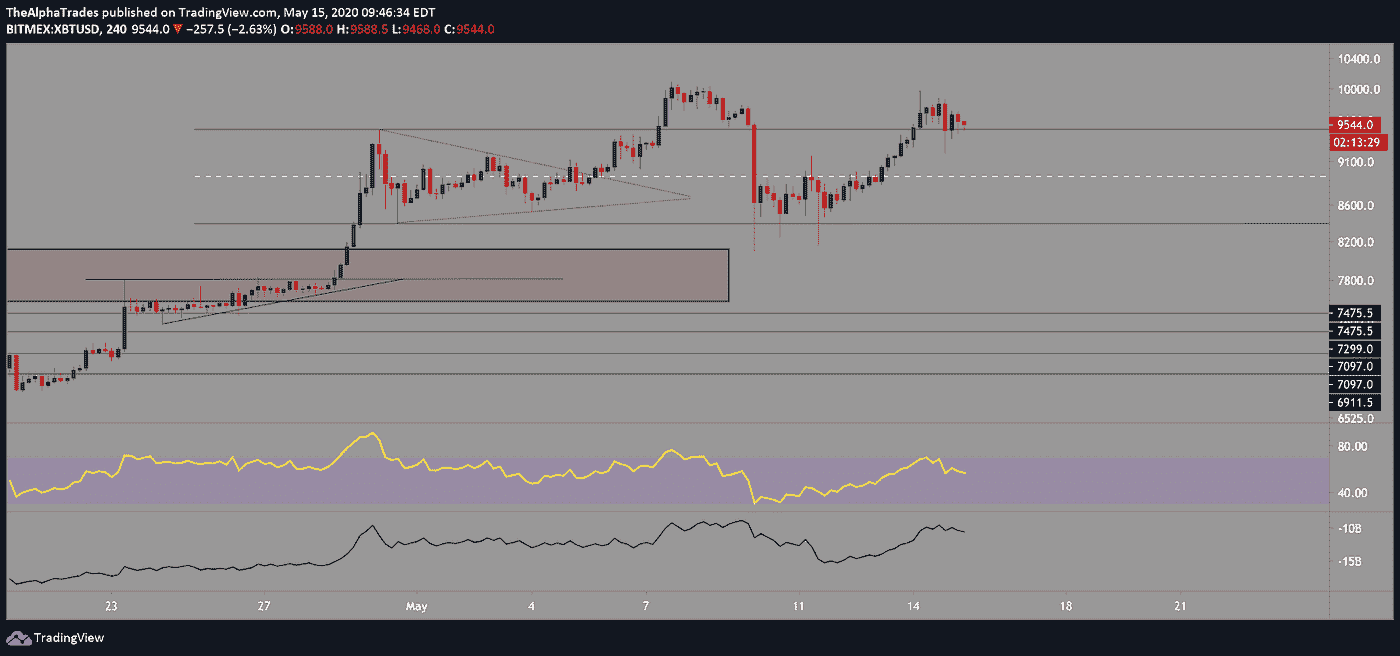 TheAlphaTrades published on TradingView.com, May 15, 2020 09:46:34 EDT
BITMEX:XBTUSD, 240 9544.0 ▼ −257.5 (−2.63%) O:9588.0 H:9588.5 L:9468.0 C:9544.0
10400.0
10000.0
9544.0
02:13:29
9100.0
8600.0
8200.0
7800.0
7475.5
7475.5
7299.0
7097.0
7097.0
6911.5
6525.0
80.00
40.00
-10B
-15B
23 27 May 4 7 11 14 18 21
TradingView